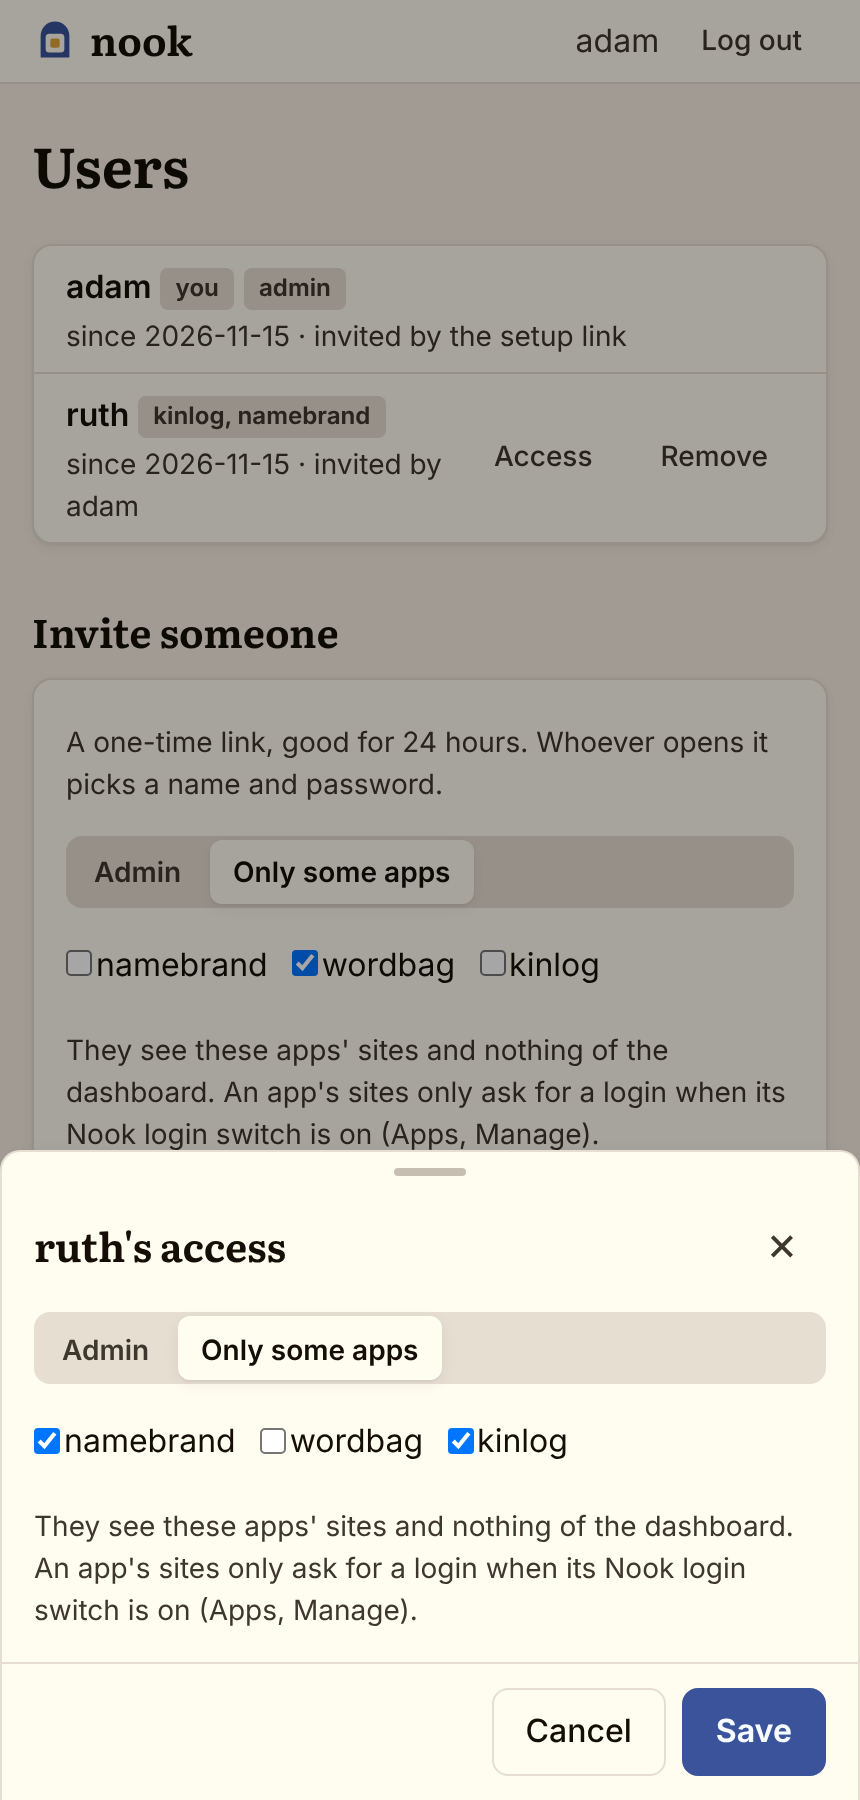 nook
adam Log out
Users
adam you admin
since 2026-11-15 · invited by the setup link
ruth kinlog, namebrand
since 2026-11-15 · invited by
adam
Access Remove
Invite someone
A one-time link, good for 24 hours. Whoever opens it
picks a name and password.
Admin Only some apps
namebrand wordbag kinlog
They see these apps' sites and nothing of the
dashboard. An app's sites only ask for a login when its
Nook login switch is on (Apps, Manage).
ruth's access
Admin Only some apps
namebrand wordbag kinlog
They see these apps' sites and nothing of the dashboard.
An app's sites only ask for a login when its Nook login
switch is on (Apps, Manage).
Cancel Save